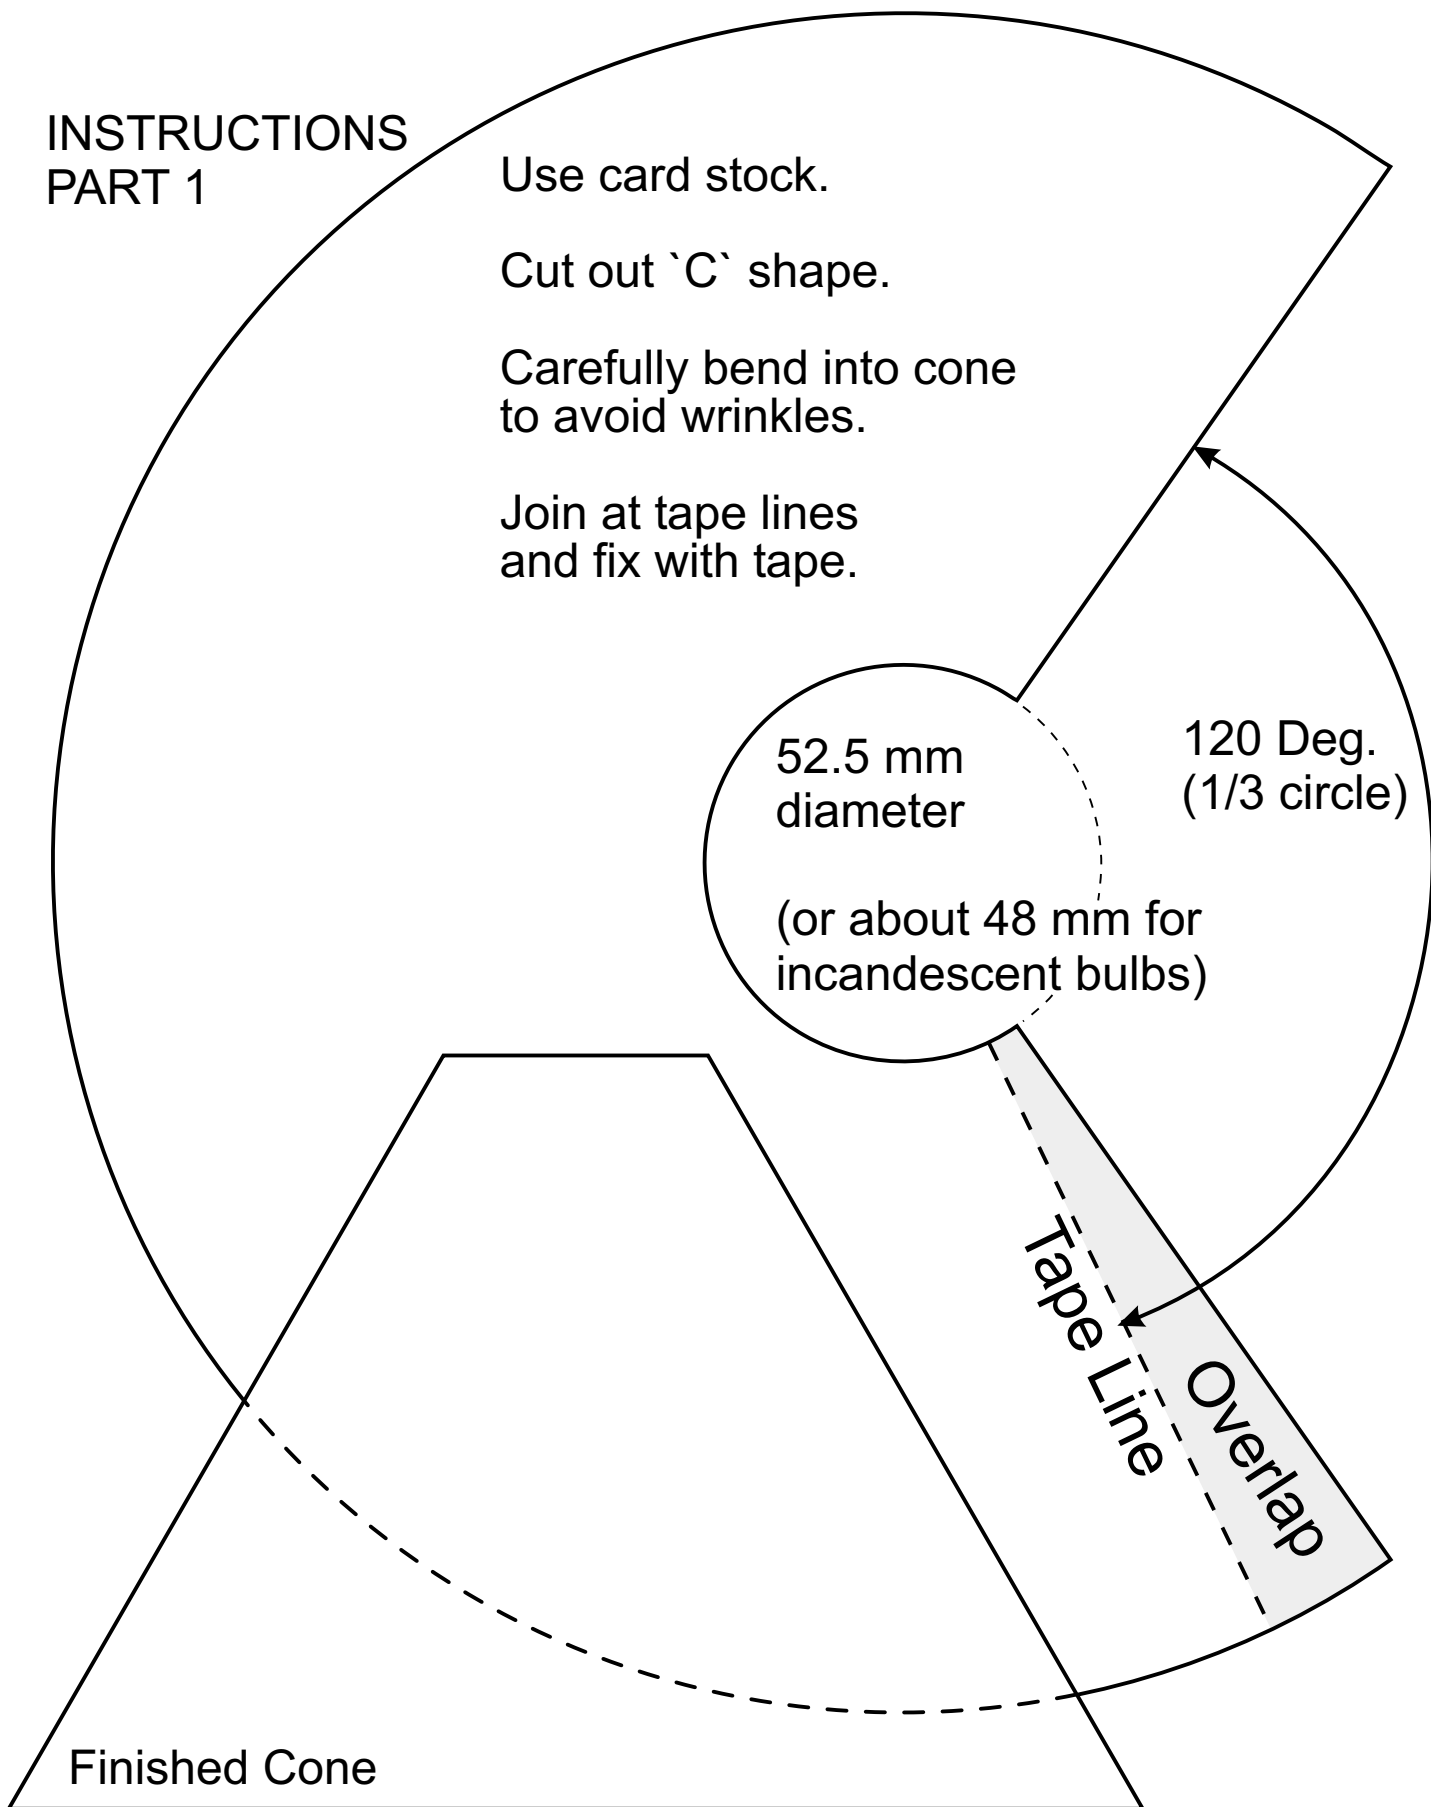 INSTRUCTIONS
PART 1
Use card stock.
Cut out `C` shape.
Carefully bend into cone
to avoid wrinkles.
Join at tape lines
and fix with tape.
52.5 mm
diameter
(or about 48 mm for
incandescent bulbs)
120 Deg.
(1/3 circle)
Tape Line
Overlap
Finished Cone